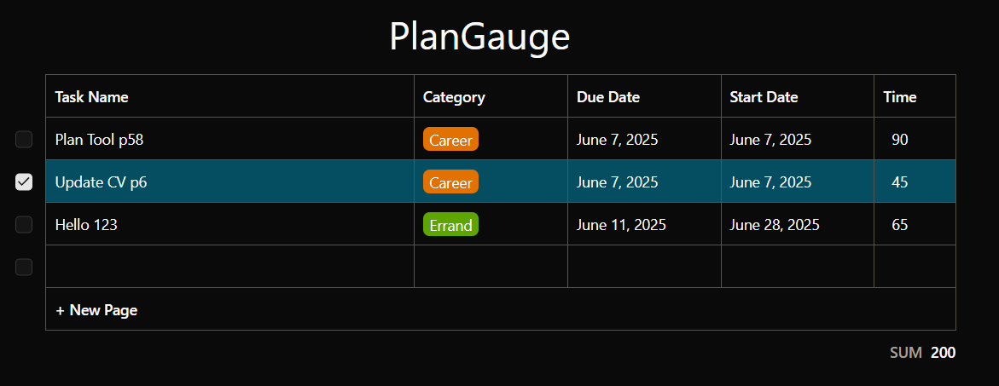 PlanGauge
Task Name Category Due Date Start Date Time
Plan Tool p58 Career June 7, 2025 June 7, 2025 90
Update CV p6 Career June 7, 2025 June 7, 2025 45
Hello 123 Errand June 11, 2025 June 28, 2025 65
+ New Page
SUM 200